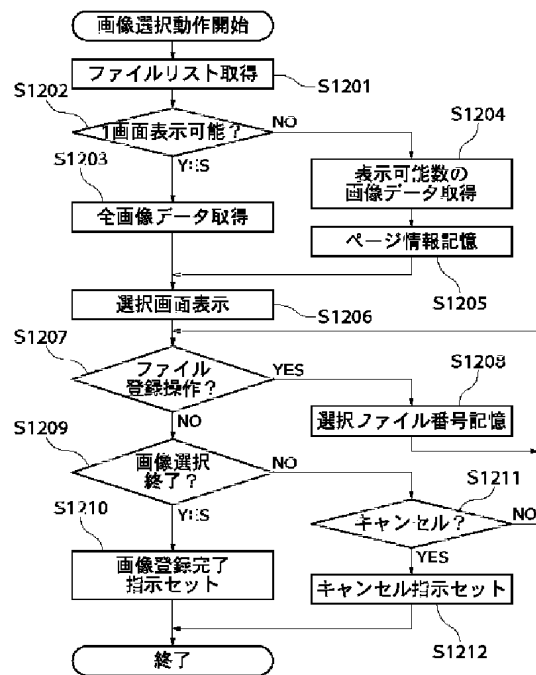 画像選択動作開始
ファイルリスト取得
S1201
S1202
1画面表示可能？
NO
YES
S1204
表示可能数の
画像データ取得
S1203
全画像データ取得
ページ情報記憶
S1205
選択画面表示
S1206
S1207
ファイル
登録操作？
YES
NO
S1208
選択ファイル番号記憶
S1209
画像選択
終了？
NO
YES
S1211
キャンセル？
NO
YES
S1210
画像登録完了
指示セット
キャンセル指示セット
S1212
終了